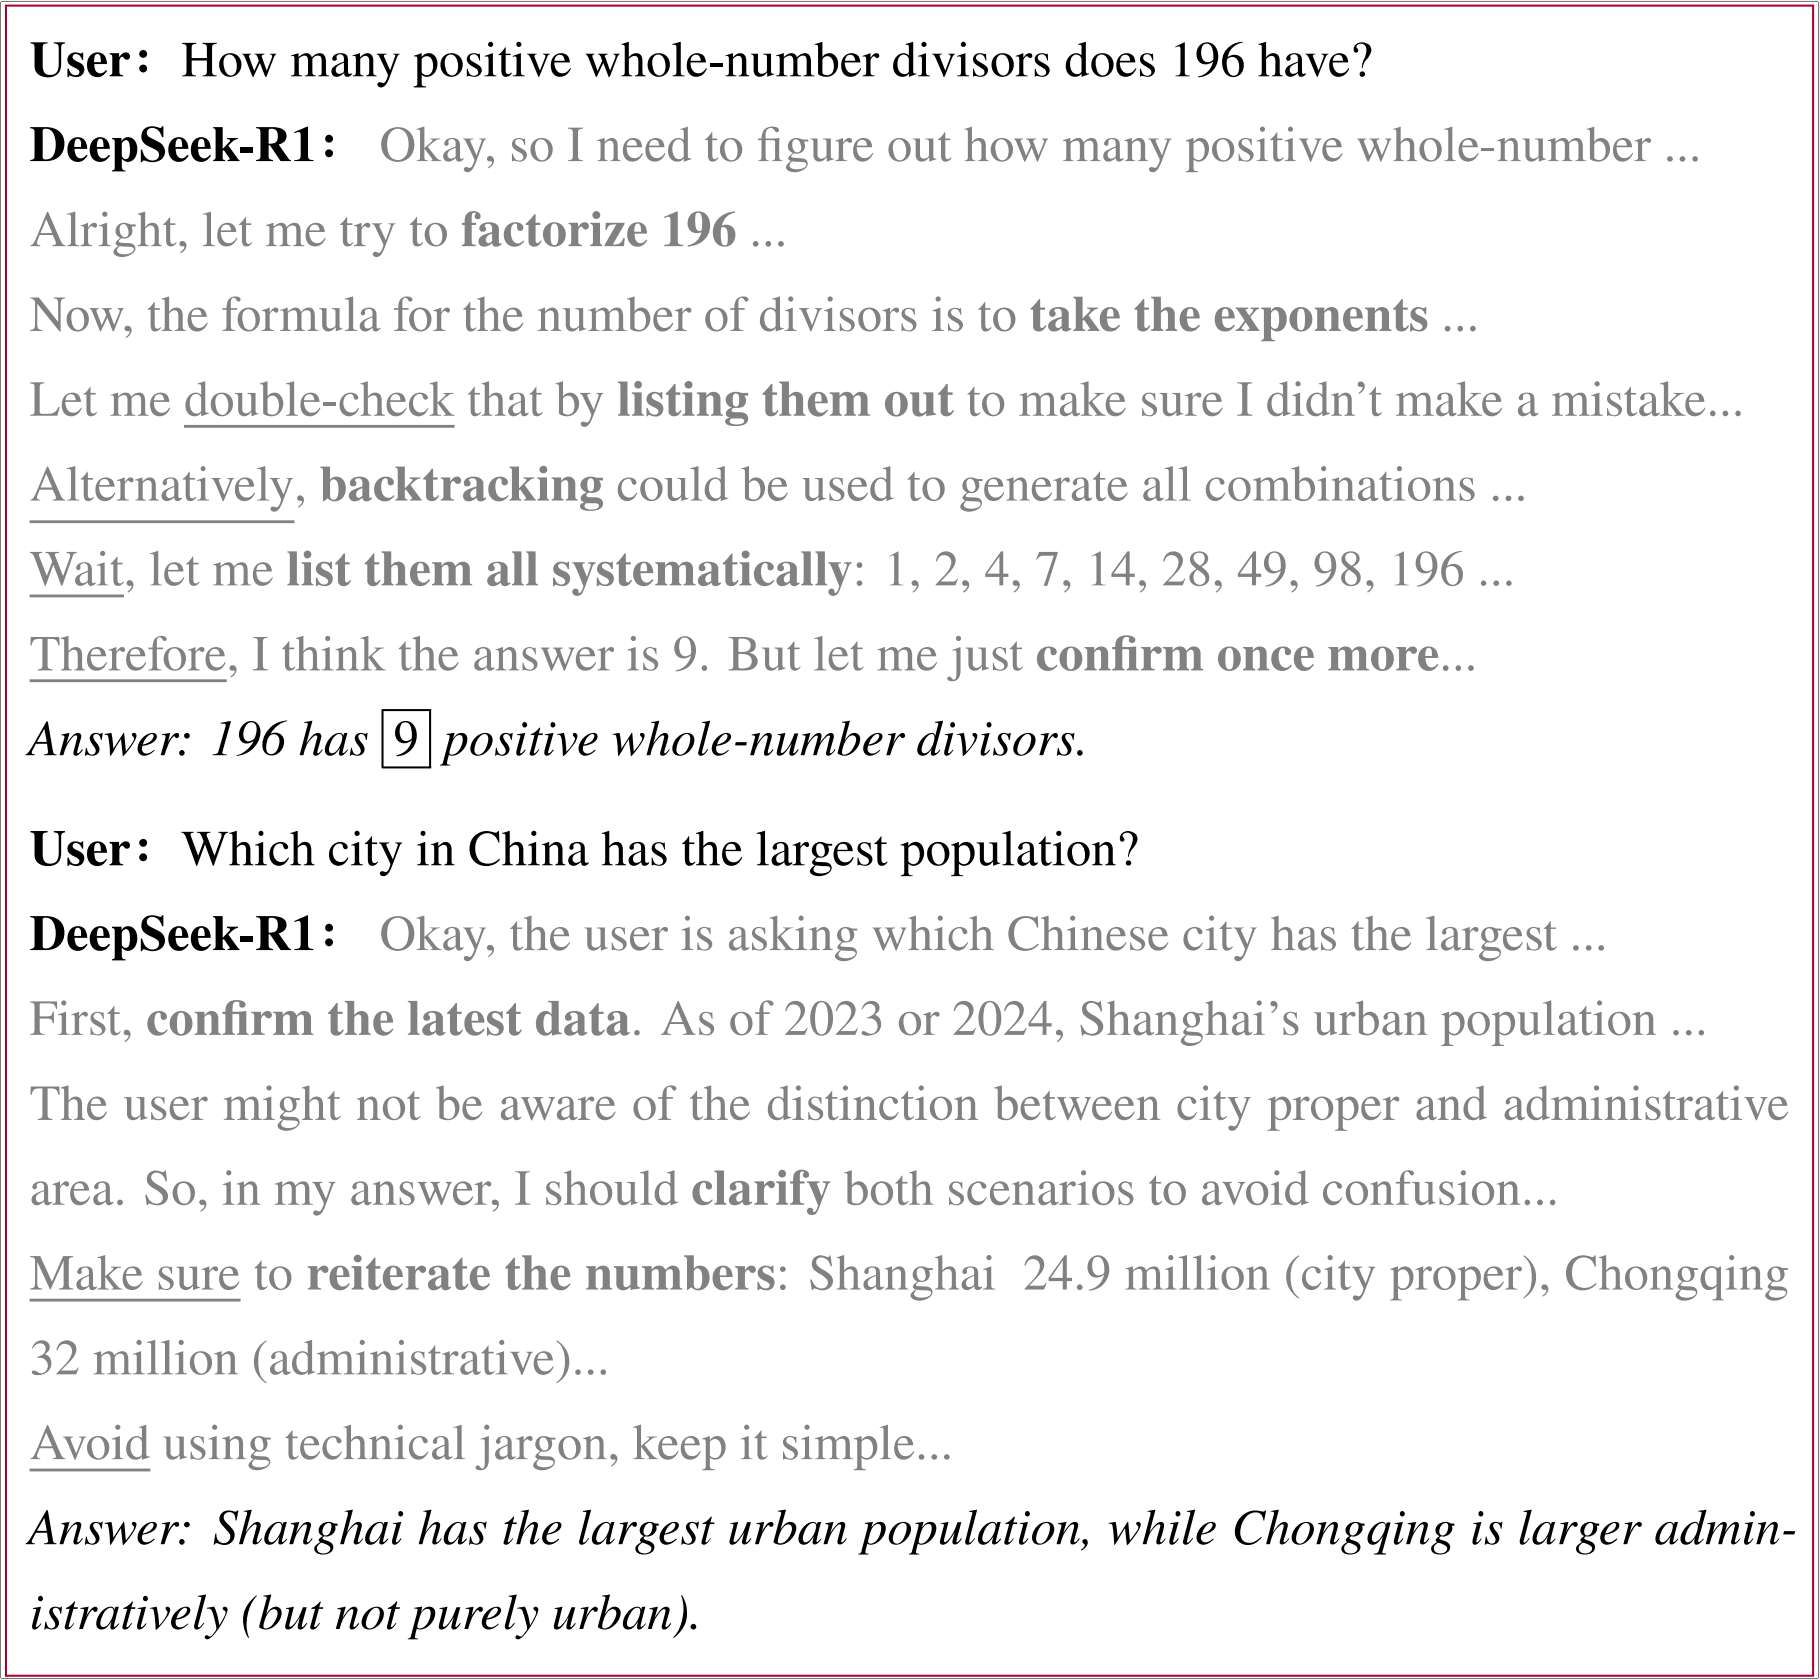 User: How many positive whole-number divisors does 196 have?
DeepSeek-R1: Okay, so I need to figure out how many positive whole-number ...
Alright, let me try to factorize 196 ...
Now, the formula for the number of divisors is to take the exponents ...
Let me double-check that by listing them out to make sure I didn’t make a mistake...
Alternatively, backtracking could be used to generate all combinations ...
Wait, let me list them all systematically: 1, 2, 4, 7, 14, 28, 49, 98, 196 ...
Therefore, I think the answer is 9. But let me just confirm once more...
Answer: 196 has 9 positive whole-number divisors.
User: Which city in China has the largest population?
DeepSeek-R1: Okay, the user is asking which Chinese city has the largest ...
First, confirm the latest data. As of 2023 or 2024, Shanghai’s urban population ...
The user might not be aware of the distinction between city proper and administrative
area. So, in my answer, I should clarify both scenarios to avoid confusion...
Make sure to reiterate the numbers: Shanghai 24.9 million (city proper), Chongqing
32 million (administrative)...
Avoid using technical jargon, keep it simple...
Answer: Shanghai has the largest urban population, while Chongqing is larger admin-
istratively (but not purely urban).